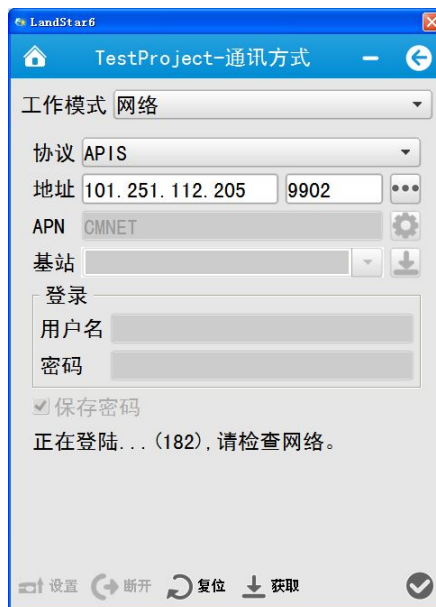 LandStar6
TestProject-通讯方式
工作模式 网络
协议 APIS
地址 101.251.112.205 9902
APN CMNET
基站
登录
用户名
密码
保存密码
正在登陆...(182),请检查网络。
设置 断开 复位 获取